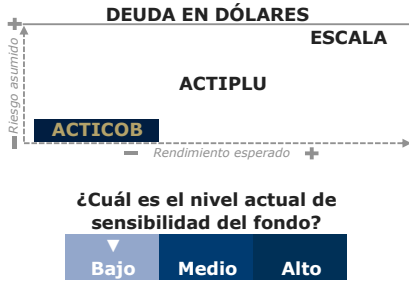 DEUDA EN DÓLARES
ESCALA
ACTIPLU
Riesgo asumido
ACTICOB
Rendimiento esperado
¿Cuál es el nivel actual de
sensibilidad del fondo?
Bajo Medio Alto